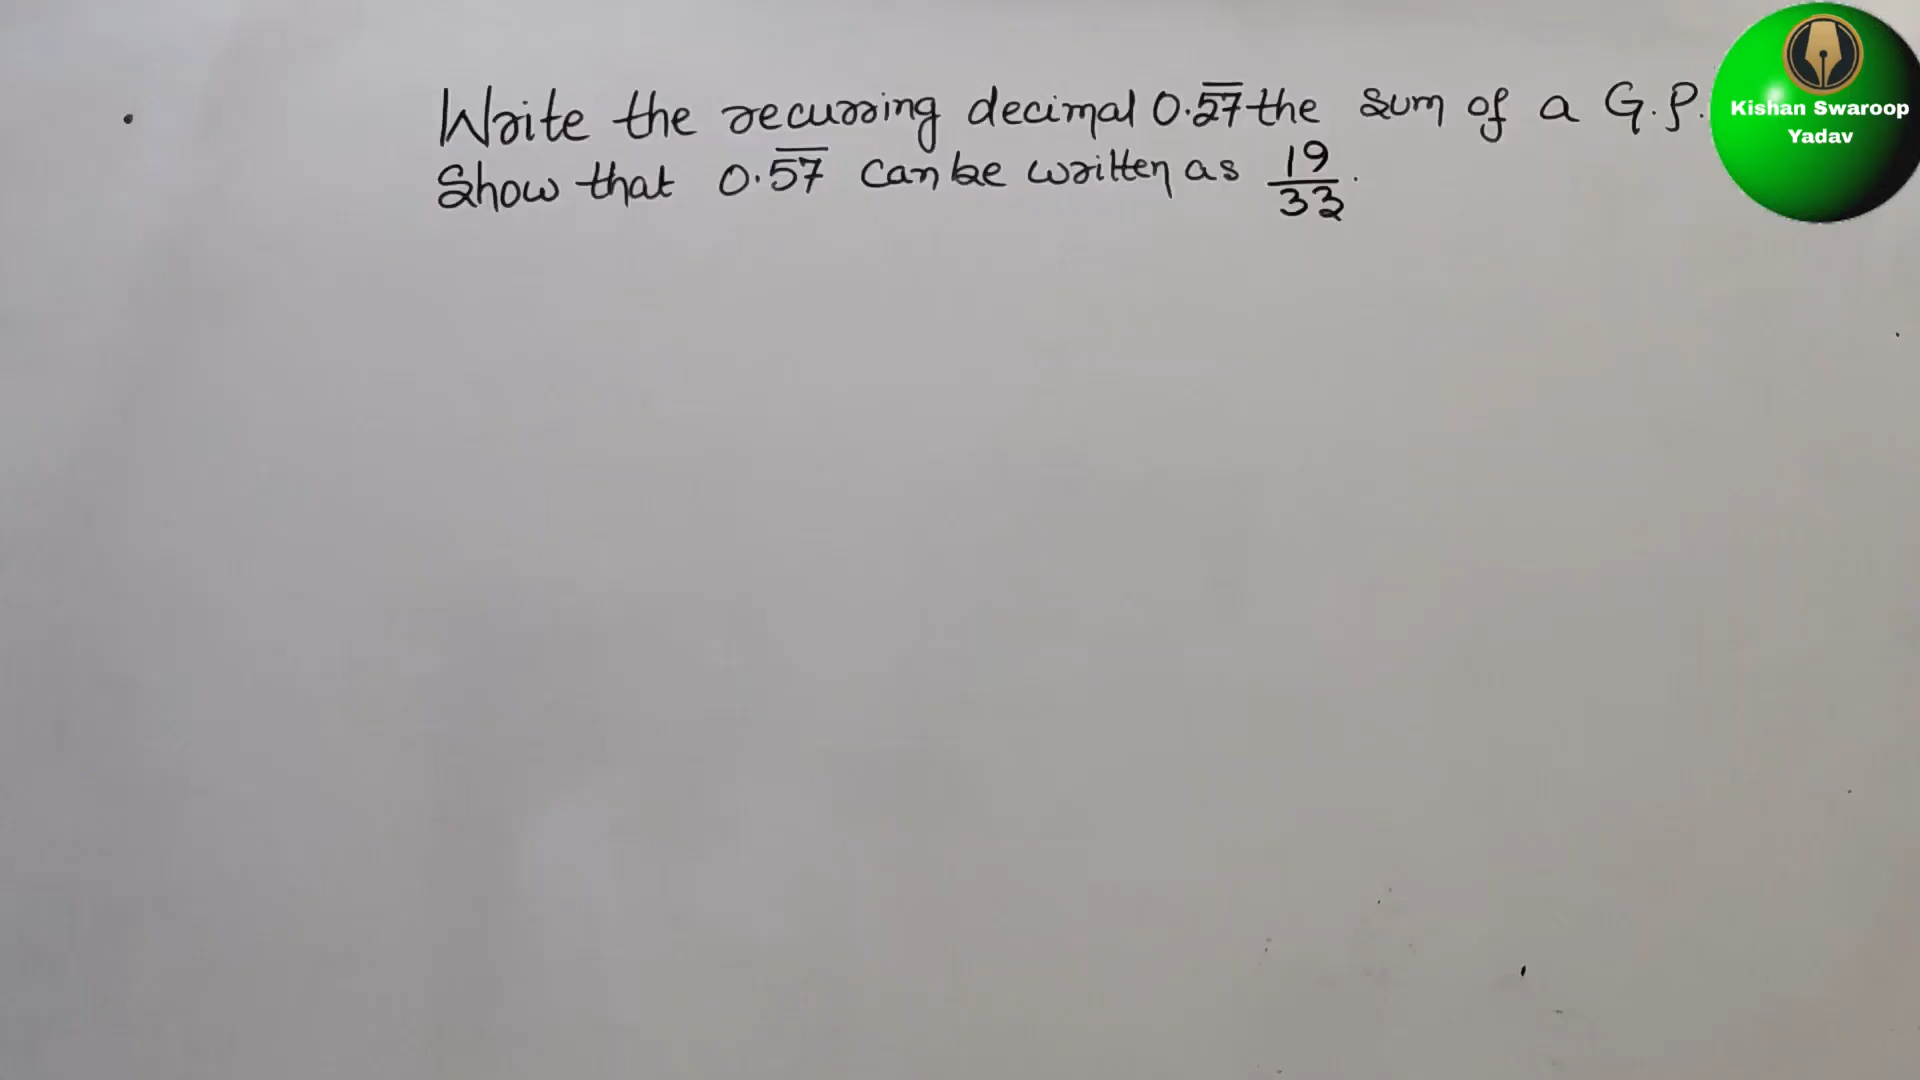 Write the recurring decimal 0.5̅7̅ the sum of a G.P.
Show that 0.5̅7̅ can be written as 19/33.
Kishan Swaroop
Yadav